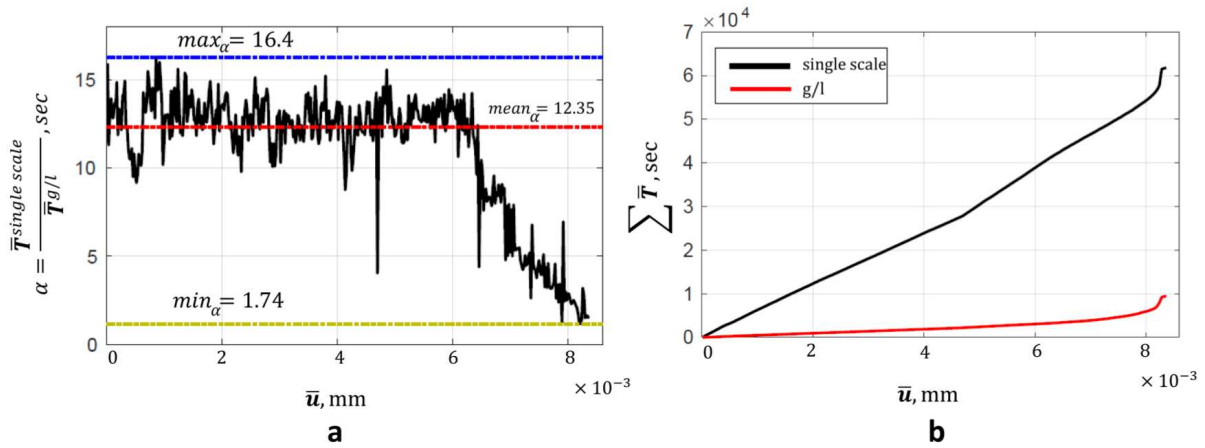 max_α = 16.4
15
mean_α = 12.35
10
5
min_α = 1.74
0
α = T̅^single scale / T̅^g/l , sec
0 2 4 6 8
× 10⁻³
u̅, mm
a
× 10⁴
7
single scale
g/l
6
5
4
3
2
1
0
∑ T̅ , sec
0 2 4 6 8
× 10⁻³
u̅, mm
b